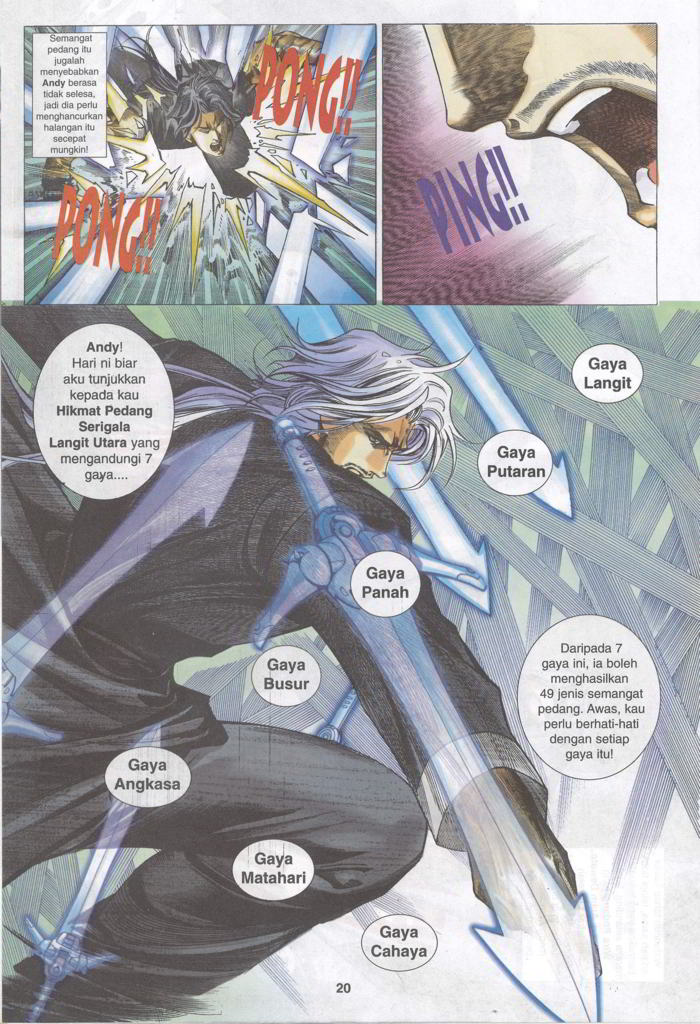 Semangat
pedang itu
jugalah
menyebabkan
Andy berasa
tidak selesa,
jadi dia perlu
menghancurkan
halangan itu
secepat
mungkin!
PONG!!
PONG!!
PING!!
Andy!
Hari ni biar
aku tunjukkan
kepada kau
Hikmat Pedang
Serigala
Langit Utara yang
mengandungi 7
gaya....
Gaya
Langit
Gaya
Putaran
Gaya
Panah
Gaya
Busur
Daripada 7
gaya ini, ia boleh
menghasilkan
49 jenis semangat
pedang. Awas, kau
perlu berhati-hati
dengan setiap
gaya itu!
Gaya
Angkasa
Gaya
Matahari
Gaya
Cahaya
20